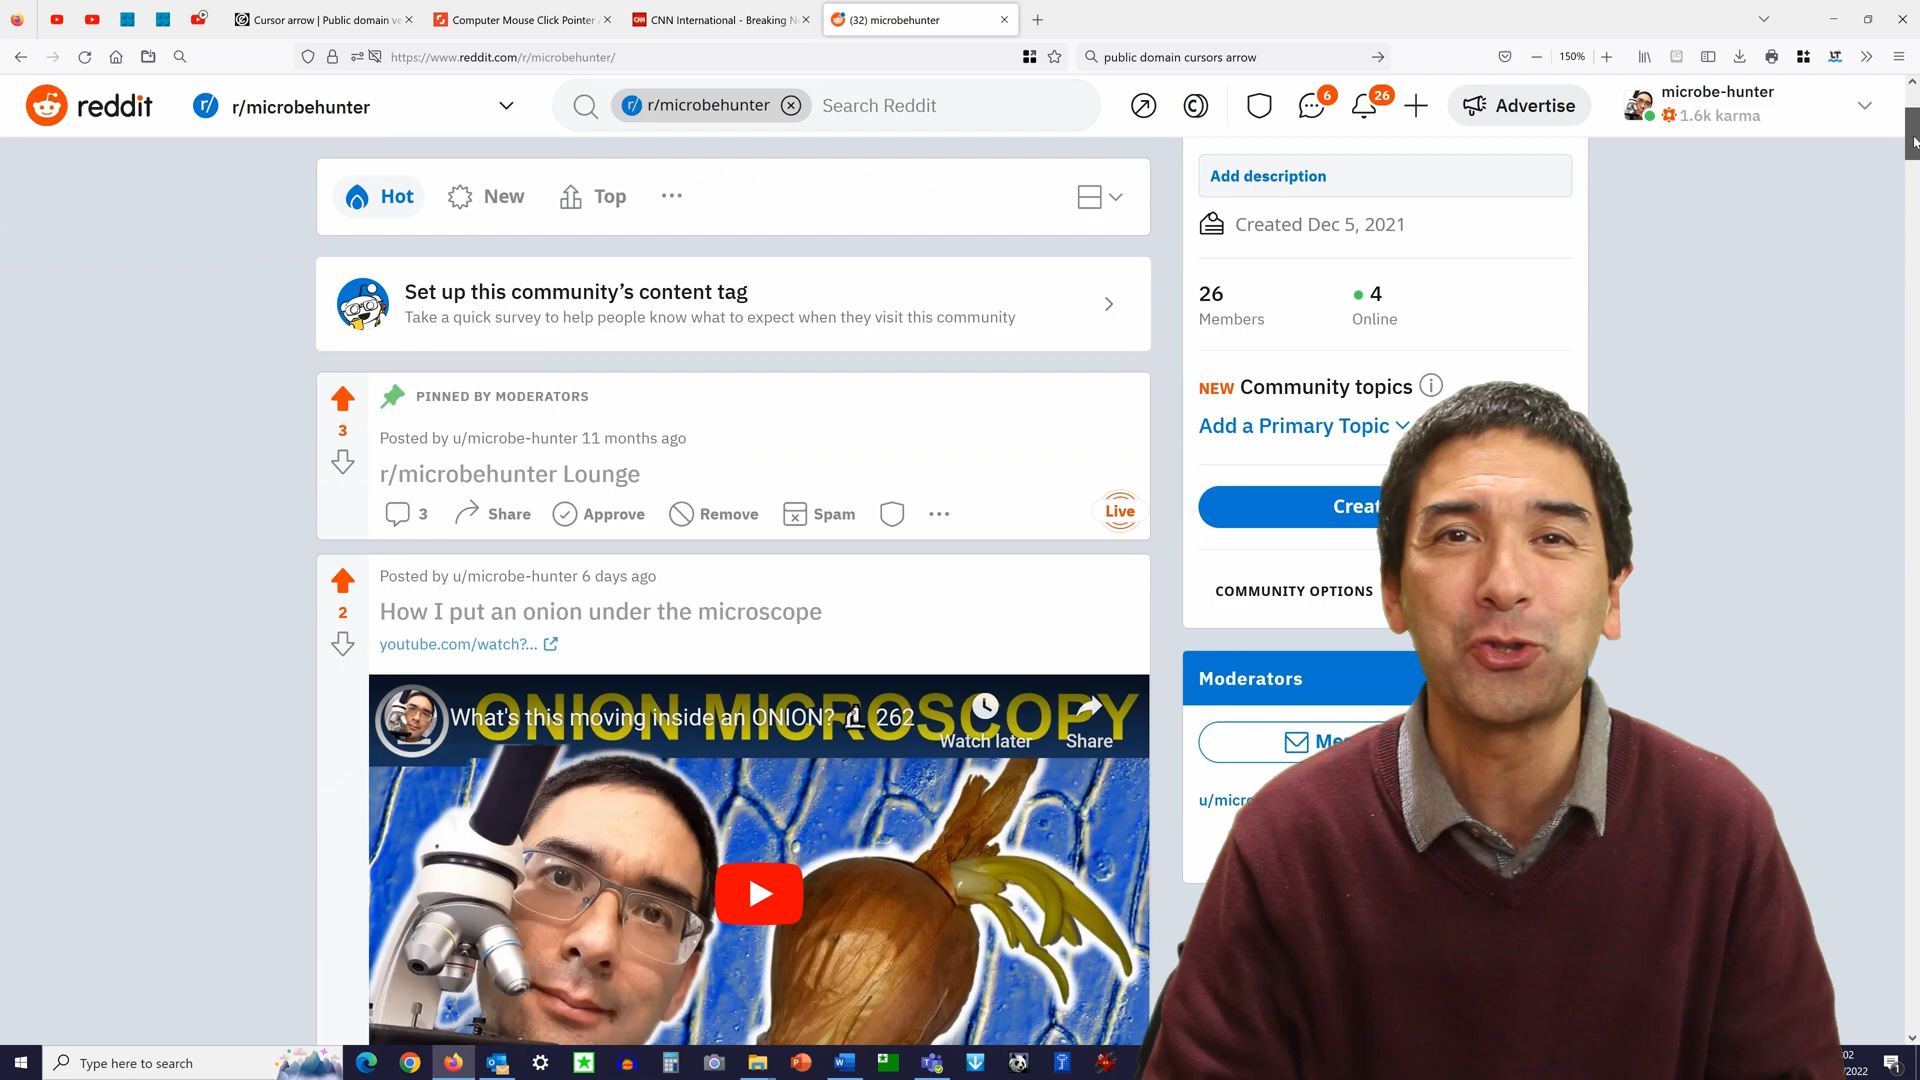 Cursor arrow | Public domain ve
Computer Mouse Click Pointer
CNN International - Breaking N
(32) microbehunter
https://www.reddit.com/r/microbehunter/
public domain cursors arrow
150%
reddit
r/microbehunter
r/microbehunter
Search Reddit
6
26
Advertise
microbe-hunter
1.6k karma
Hot
New
Top
Add description
Created Dec 5, 2021
26
Members
4
Online
Set up this community's content tag
Take a quick survey to help people know what to expect when they visit this community
NEW Community topics
Add a Primary Topic
Creat
COMMUNITY OPTIONS
Moderators
Me
u/micro
3
PINNED BY MODERATORS
Posted by u/microbe-hunter 11 months ago
r/microbehunter Lounge
3
Share
Approve
Remove
Spam
Live
2
Posted by u/microbe-hunter 6 days ago
How I put an onion under the microscope
youtube.com/watch?...
ONION MICROSCOPY
What's this moving inside an ONION? 🔬 262
Watch later
Share
Type here to search
02
/2022